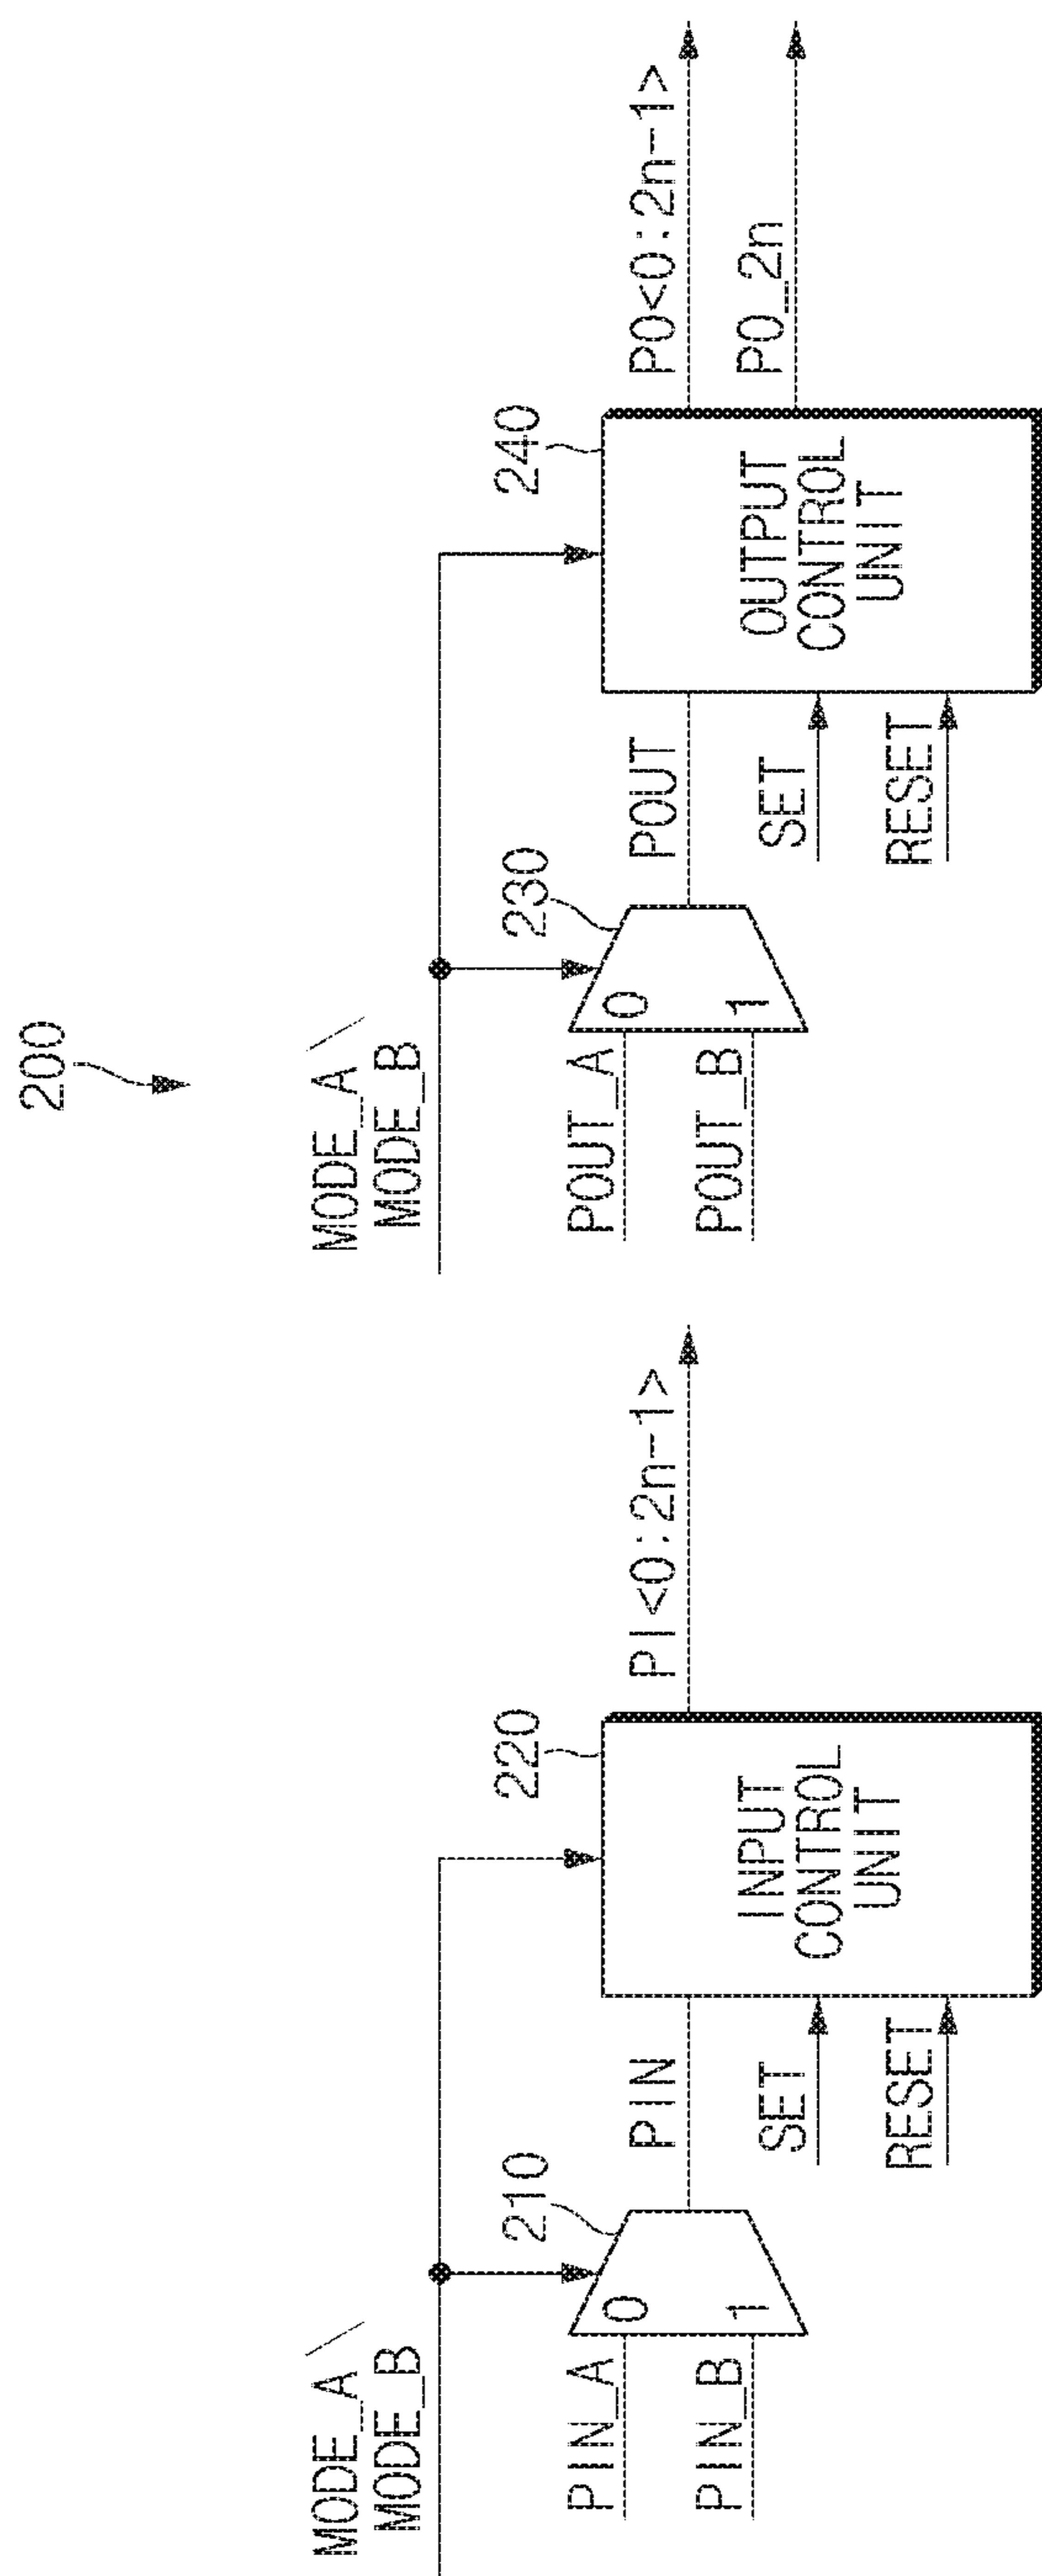 200
MODE_A/
MODE_B
PIN_A
PIN_B
0
1
210
PIN
SET
RESET
220
INPUT
CONTROL
UNIT
PI<0:2n-1>
MODE_A/
MODE_B
POUT_A
POUT_B
0
1
230
POUT
SET
RESET
240
OUTPUT
CONTROL
UNIT
PO<0:2n-1>
PO_2n